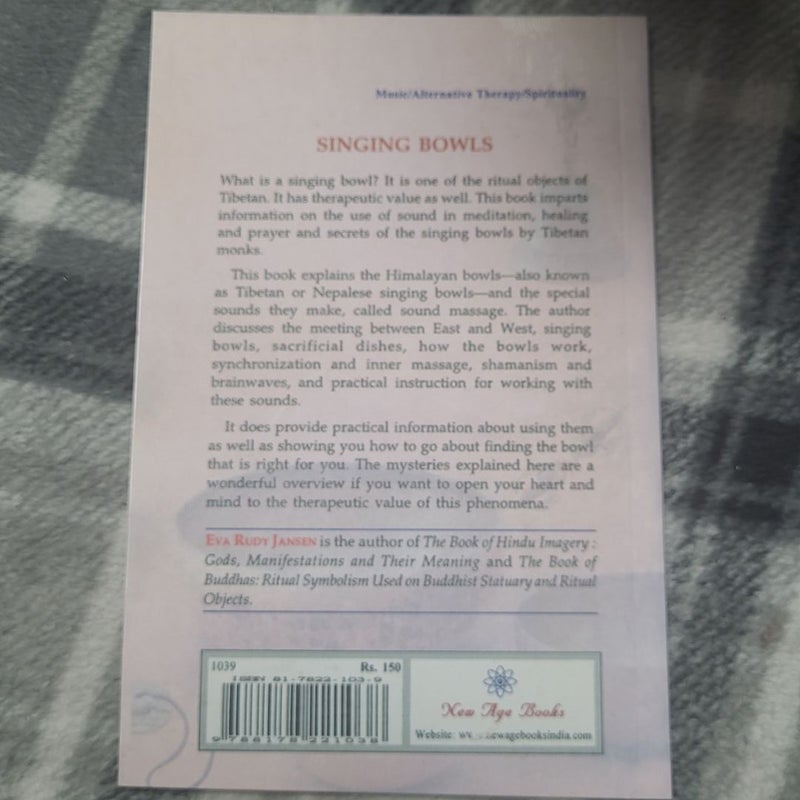 Music/Alternative Therapy/Spirituality
SINGING BOWLS
What is a singing bowl? It is one of the ritual objects of
Tibetan. It has therapeutic value as well. This book imparts
information on the use of sound in meditation, healing
and prayer and secrets of the singing bowls by Tibetan
monks.
This book explains the Himalayan bowls—also known
as Tibetan or Nepalese singing bowls—and the special
sounds they make, called sound massage. The author
discusses the meeting between East and West, singing
bowls, sacrificial dishes, how the bowls work,
synchronization and inner massage, shamanism and
brainwaves, and practical instruction for working with
these sounds.
It does provide practical information about using them
as well as showing you how to go about finding the bowl
that is right for you. The mysteries explained here are a
wonderful overview if you want to open your heart and
mind to the therapeutic value of this phenomena.
EVA RUDY JANSEN is the author of The Book of Hindu Imagery :
Gods, Manifestations and Their Meaning and The Book of
Buddhas: Ritual Symbolism Used on Buddhist Statuary and Ritual
Objects.
1039 Rs. 150
ISBN 81-7822-103-9
9788178221038
New Age Books
Website: